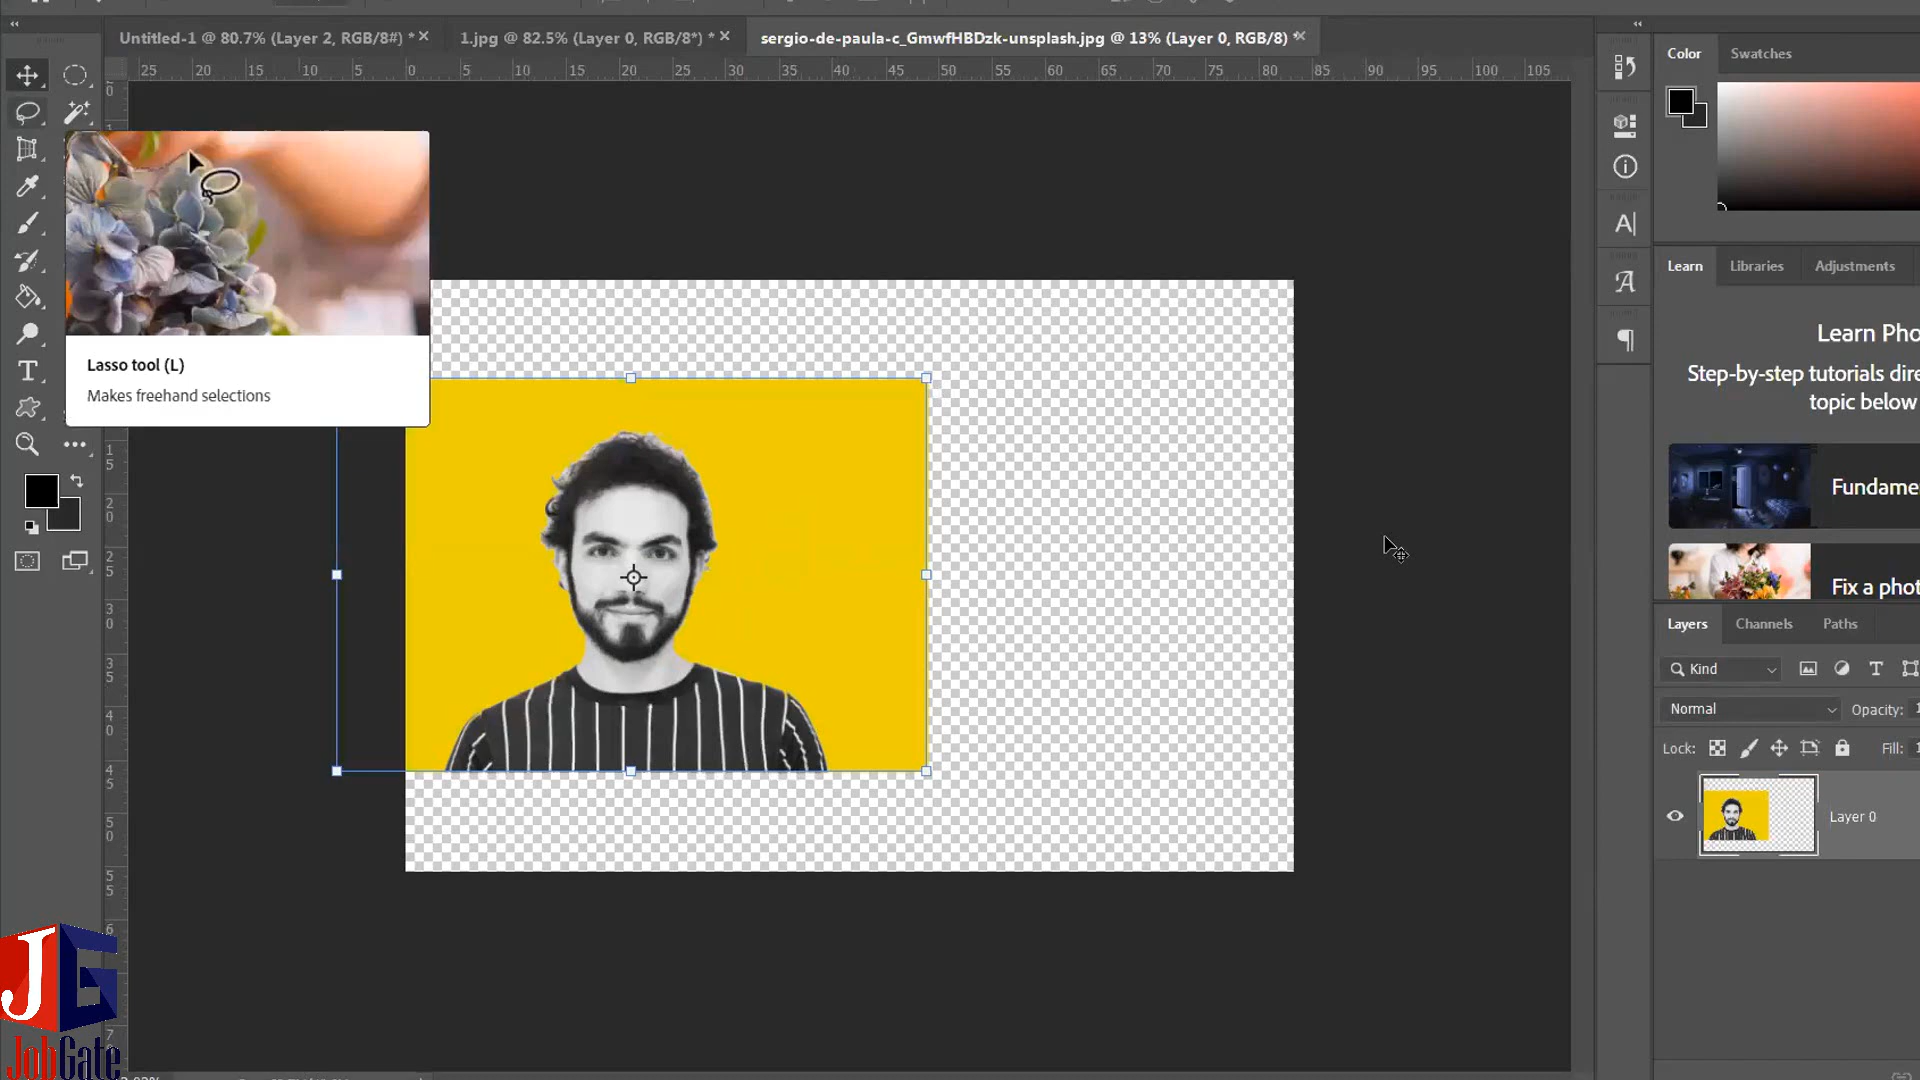 Untitled-1 @ 80.7% (Layer 2, RGB/8#) *
1.jpg @ 82.5% (Layer 0, RGB/8*) *
sergio-de-paula-c_GmwfHBDzk-unsplash.jpg @ 13% (Layer 0, RGB/8) *
25 20 15 10 5 0 5 10 15 20 25 30 35 40 45 50 55 60 65 70 75 80 85 90 95 100 105
Color Swatches
Lasso tool (L)
Makes freehand selections
Learn Libraries Adjustments
Learn Pho
Step-by-step tutorials dire
topic below
Fundame
Fix a phot
Layers Channels Paths
Kind
Normal
Opacity:
Lock:
Fill:
Layer 0
JG
JobGate